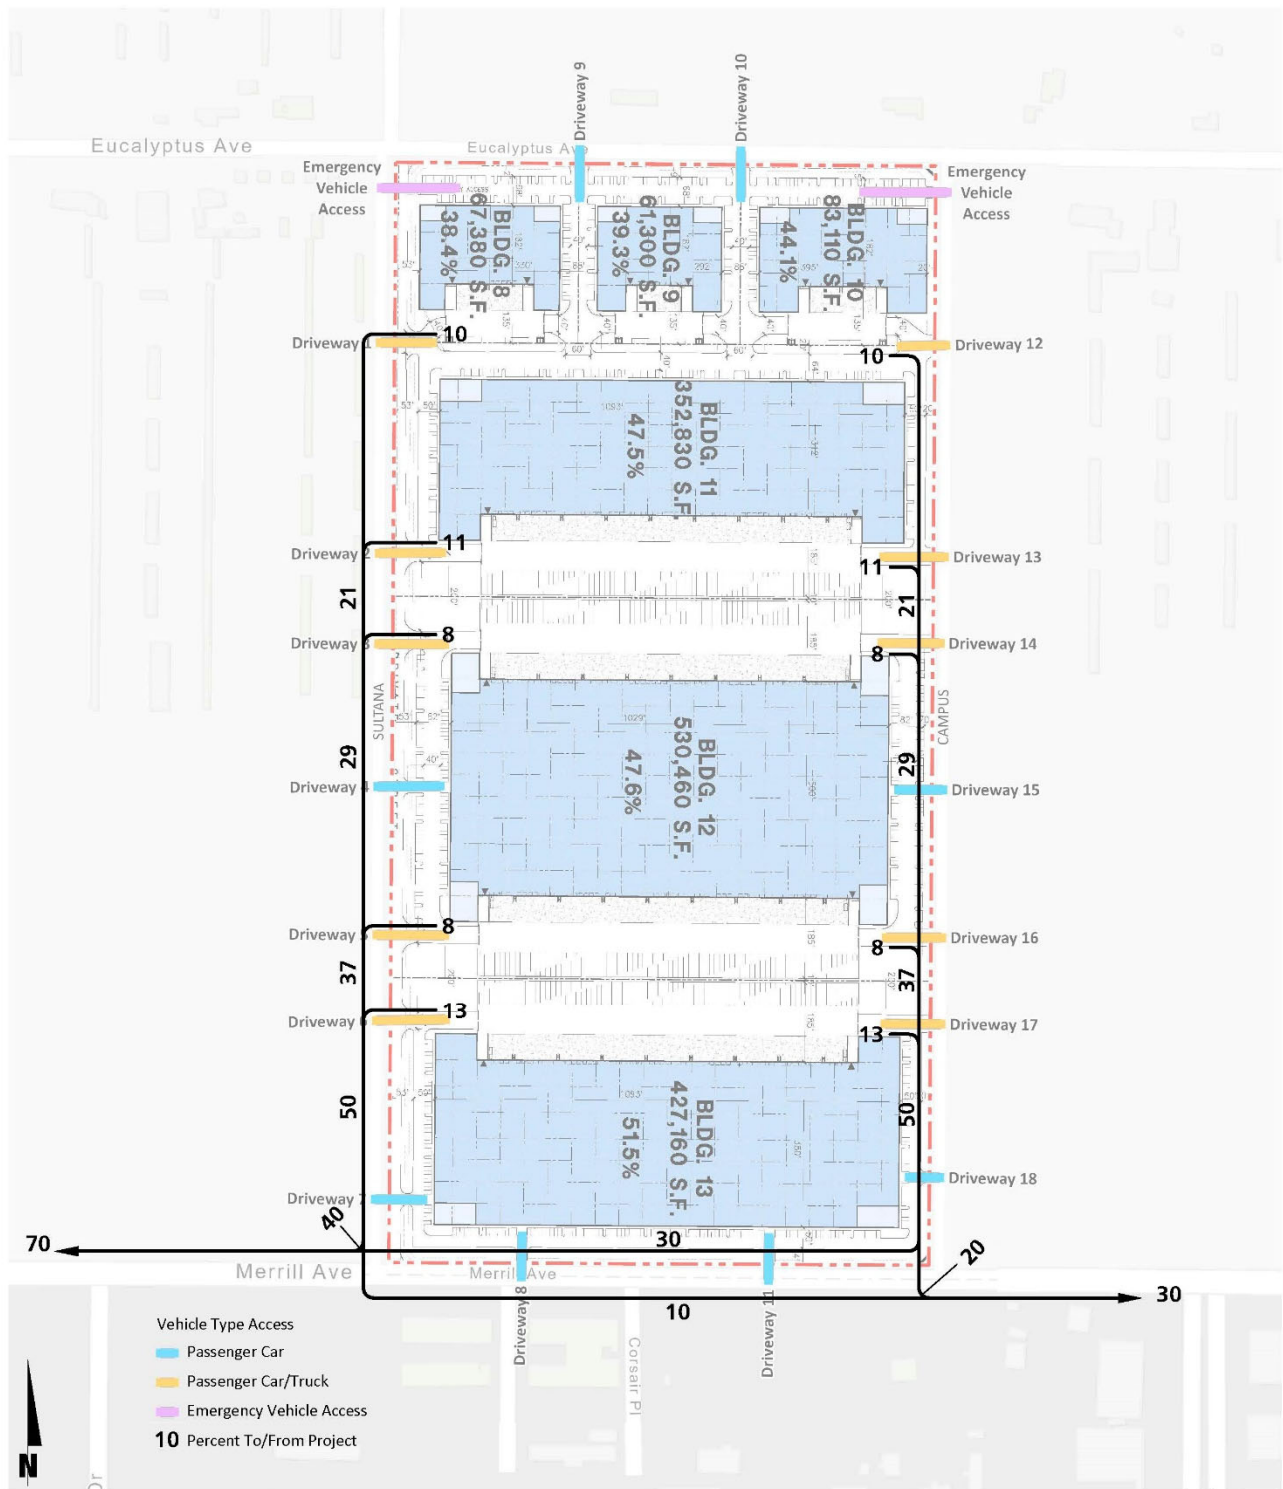 Driveway 9
Driveway 10
Eucalyptus Ave
Eucalyptus Ave
Emergency
Vehicle
Access
Emergency
Vehicle
Access
BLDG. 8
67,380 S.F.
38.4%
BLDG. 9
61,300 S.F.
39.3%
BLDG. 10
83,110 S.F.
44.1%
Driveway 1
10
10
Driveway 12
BLDG. 11
352,830 S.F.
47.5%
Driveway 2
11
11
Driveway 13
21
21
Driveway 3
8
8
Driveway 14
SULTANA
CAMPUS
BLDG. 12
530,460 S.F.
47.6%
29
29
Driveway 4
Driveway 15
Driveway 5
8
8
Driveway 16
37
37
Driveway 6
13
13
Driveway 17
BLDG. 13
427,160 S.F.
51.5%
50
50
Driveway 7
Driveway 18
40
70
30
20
Merrill Ave
Merrill Ave
10
30
Driveway 8
Corsair Pl
Driveway 11
Vehicle Type Access
Passenger Car
Passenger Car/Truck
Emergency Vehicle Access
10 Percent To/From Project
N
Dr